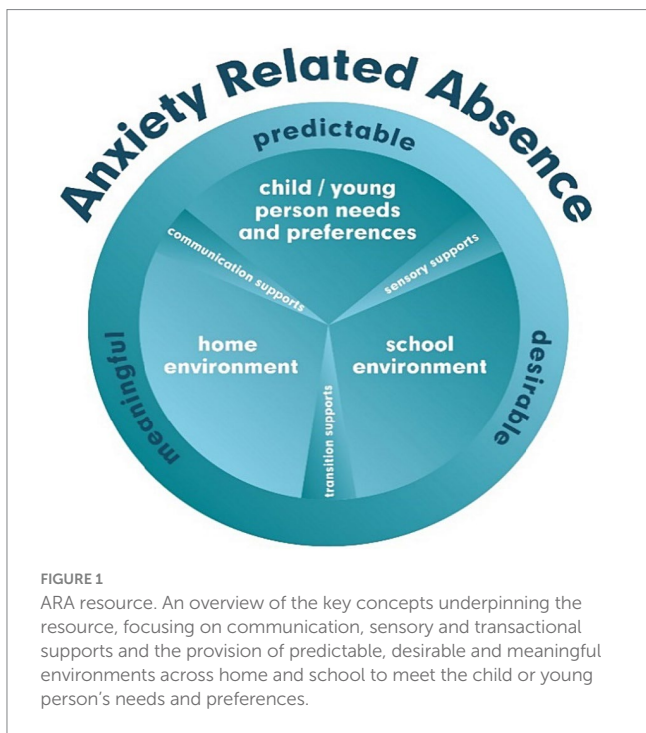 Anxiety Related Absence
predictable
child / young
person needs
and preferences
communication supports
sensory supports
home
environment
school
environment
meaningful
desirable
transition supports
FIGURE 1
ARA resource. An overview of the key concepts underpinning the
resource, focusing on communication, sensory and transactional
supports and the provision of predictable, desirable and meaningful
environments across home and school to meet the child or young
person's needs and preferences.